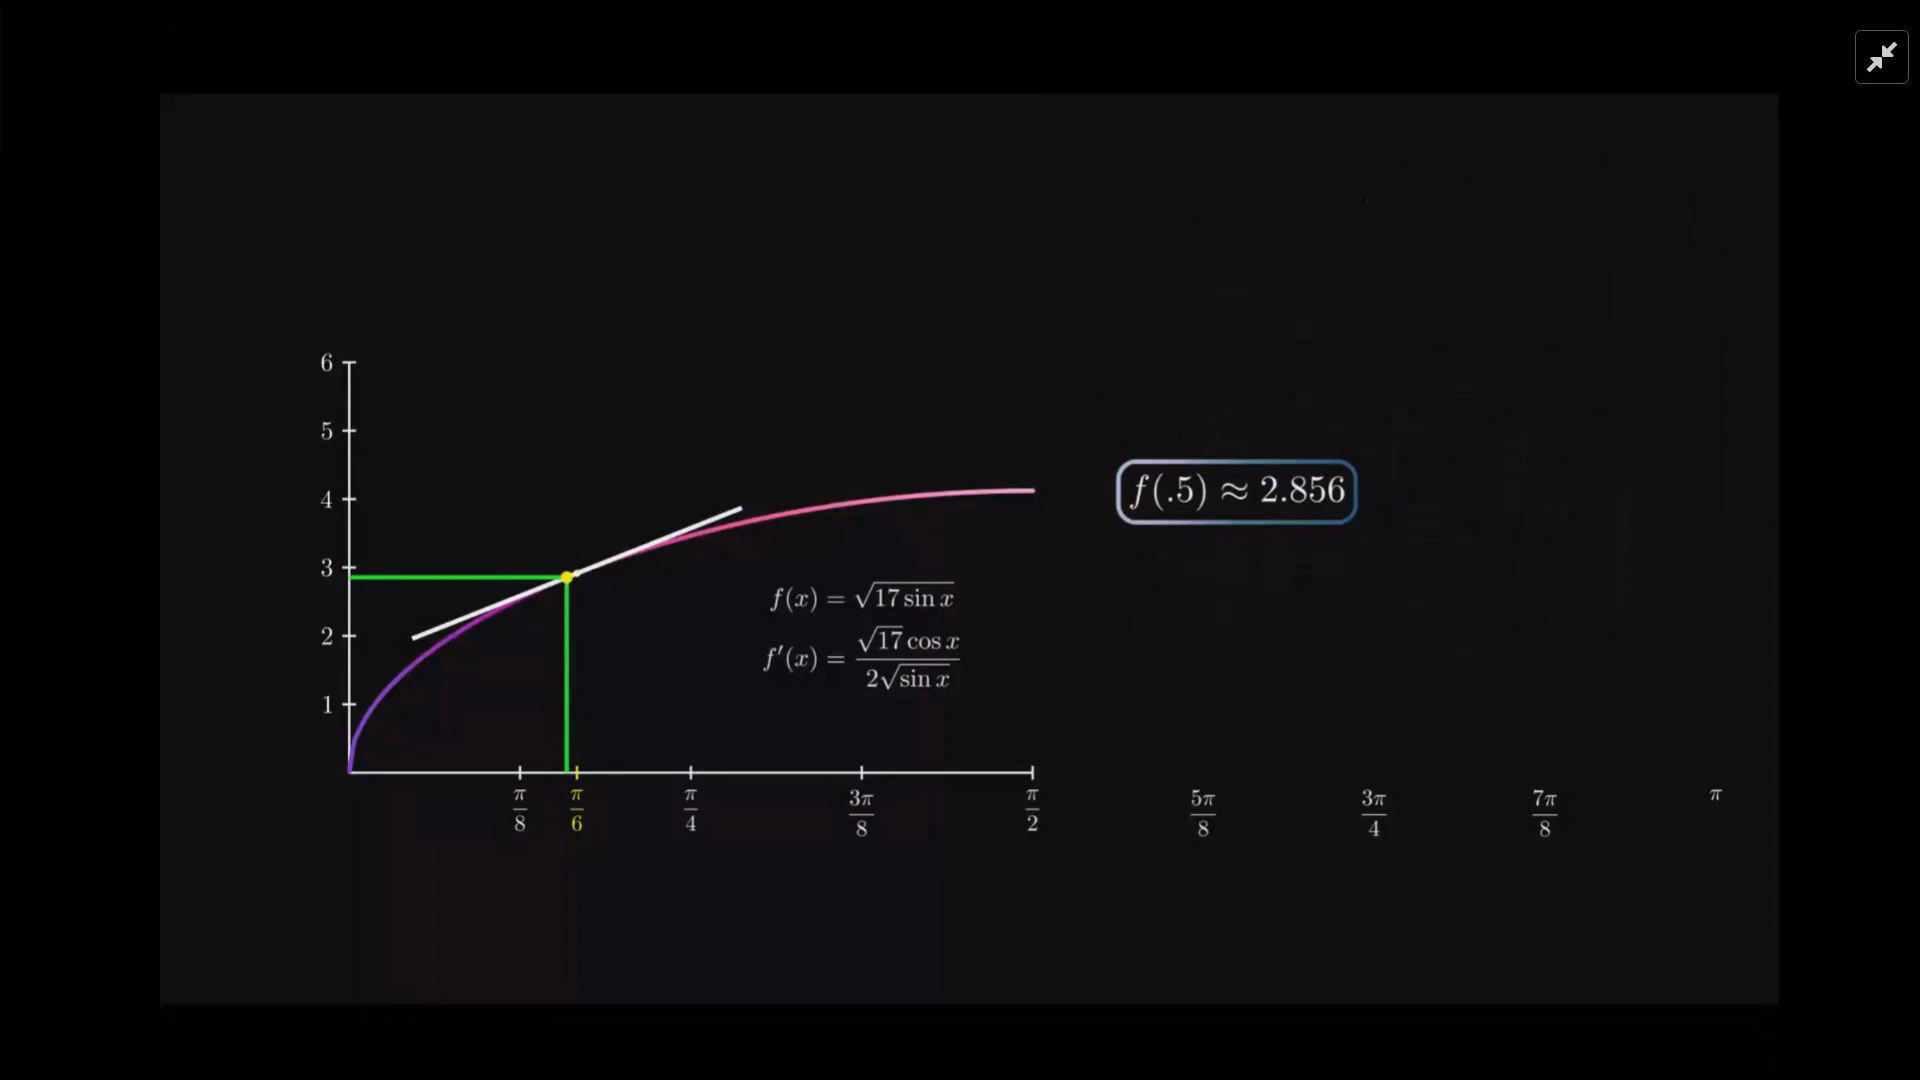 6
5
4
3
2
1
f(.5) ≈ 2.856
f(x) = √(17 sin x)
f′(x) = (√17 cos x)/(2√(sin x))
π/8 π/6 π/4 3π/8 π/2 5π/8 3π/4 7π/8 π